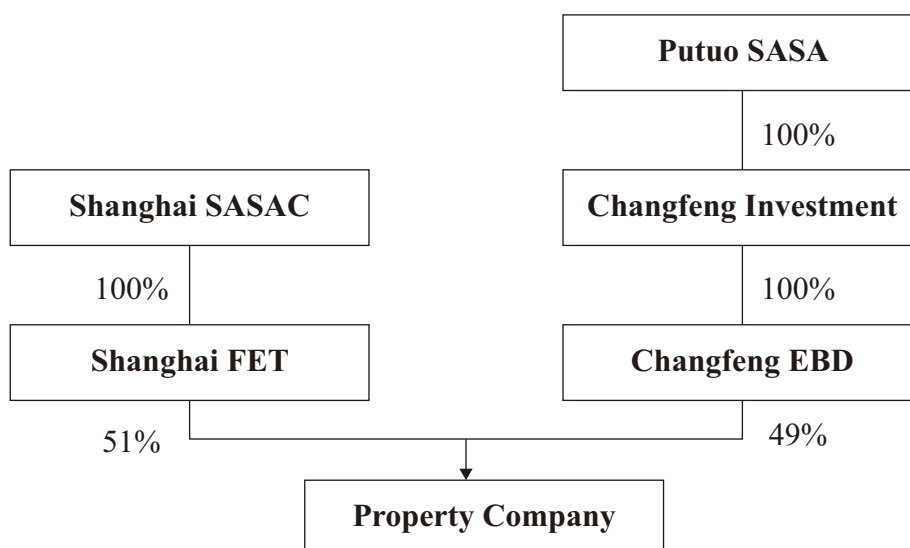 Putuo SASA
100%
Shanghai SASAC
Changfeng Investment
100%
100%
Shanghai FET
Changfeng EBD
51%
49%
Property Company